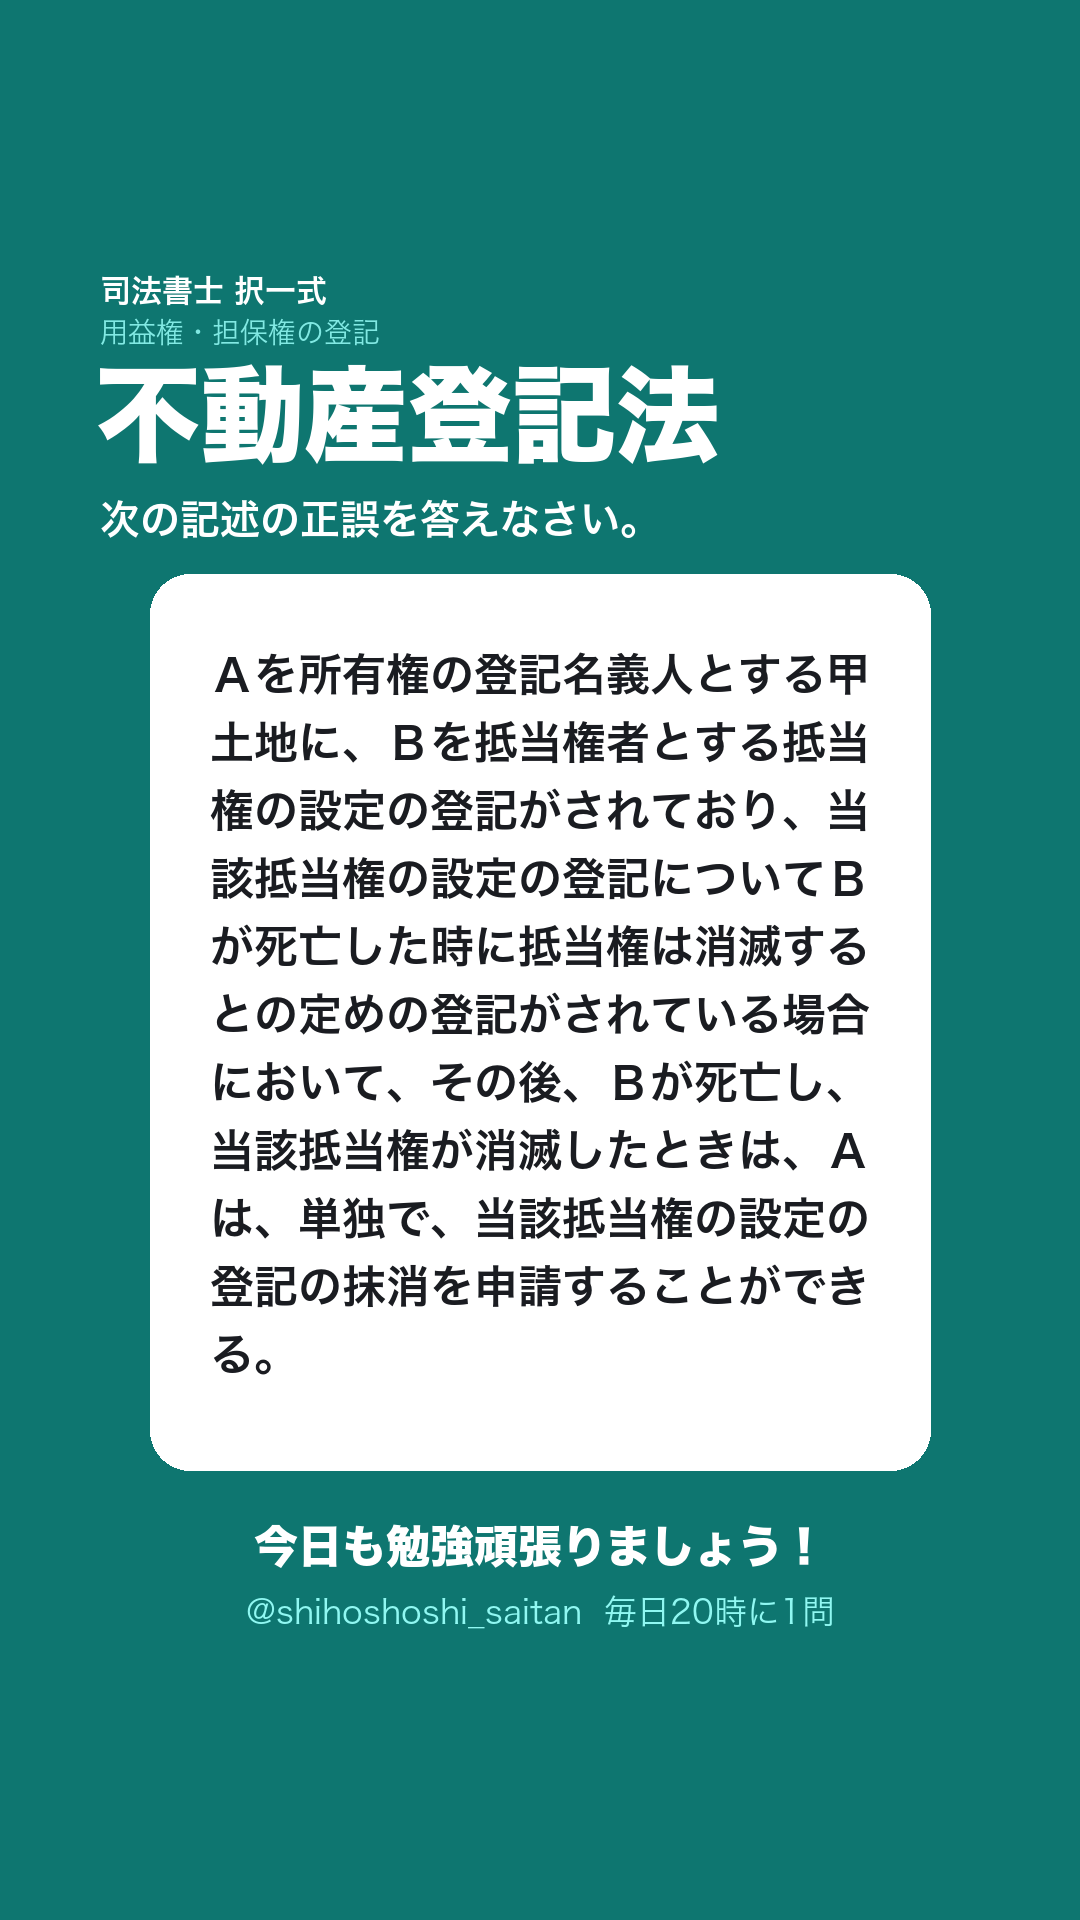 司法書士 択一式
用益権・担保権の登記
不動産登記法
次の記述の正誤を答えなさい。
Ａを所有権の登記名義人とする甲
土地に、Ｂを抵当権者とする抵当
権の設定の登記がされており、当
該抵当権の設定の登記についてＢ
が死亡した時に抵当権は消滅する
との定めの登記がされている場合
において、その後、Ｂが死亡し、
当該抵当権が消滅したときは、Ａ
は、単独で、当該抵当権の設定の
登記の抹消を申請することができ
る。
今日も勉強頑張りましょう！
@shihoshoshi_saitan 毎日20時に1問